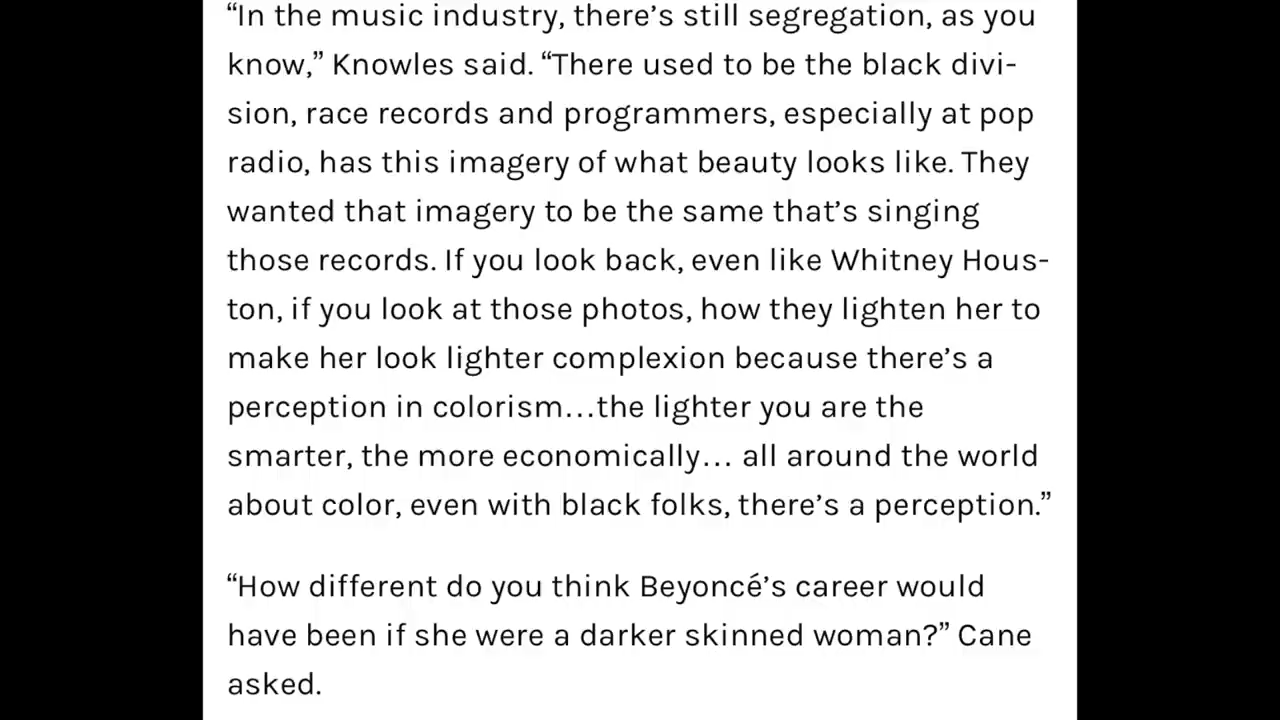 “In the music industry, there’s still segregation, as you
know,” Knowles said. “There used to be the black divi-
sion, race records and programmers, especially at pop
radio, has this imagery of what beauty looks like. They
wanted that imagery to be the same that’s singing
those records. If you look back, even like Whitney Hous-
ton, if you look at those photos, how they lighten her to
make her look lighter complexion because there’s a
perception in colorism…the lighter you are the
smarter, the more economically… all around the world
about color, even with black folks, there’s a perception.”
“How different do you think Beyoncé’s career would
have been if she were a darker skinned woman?” Cane
asked.